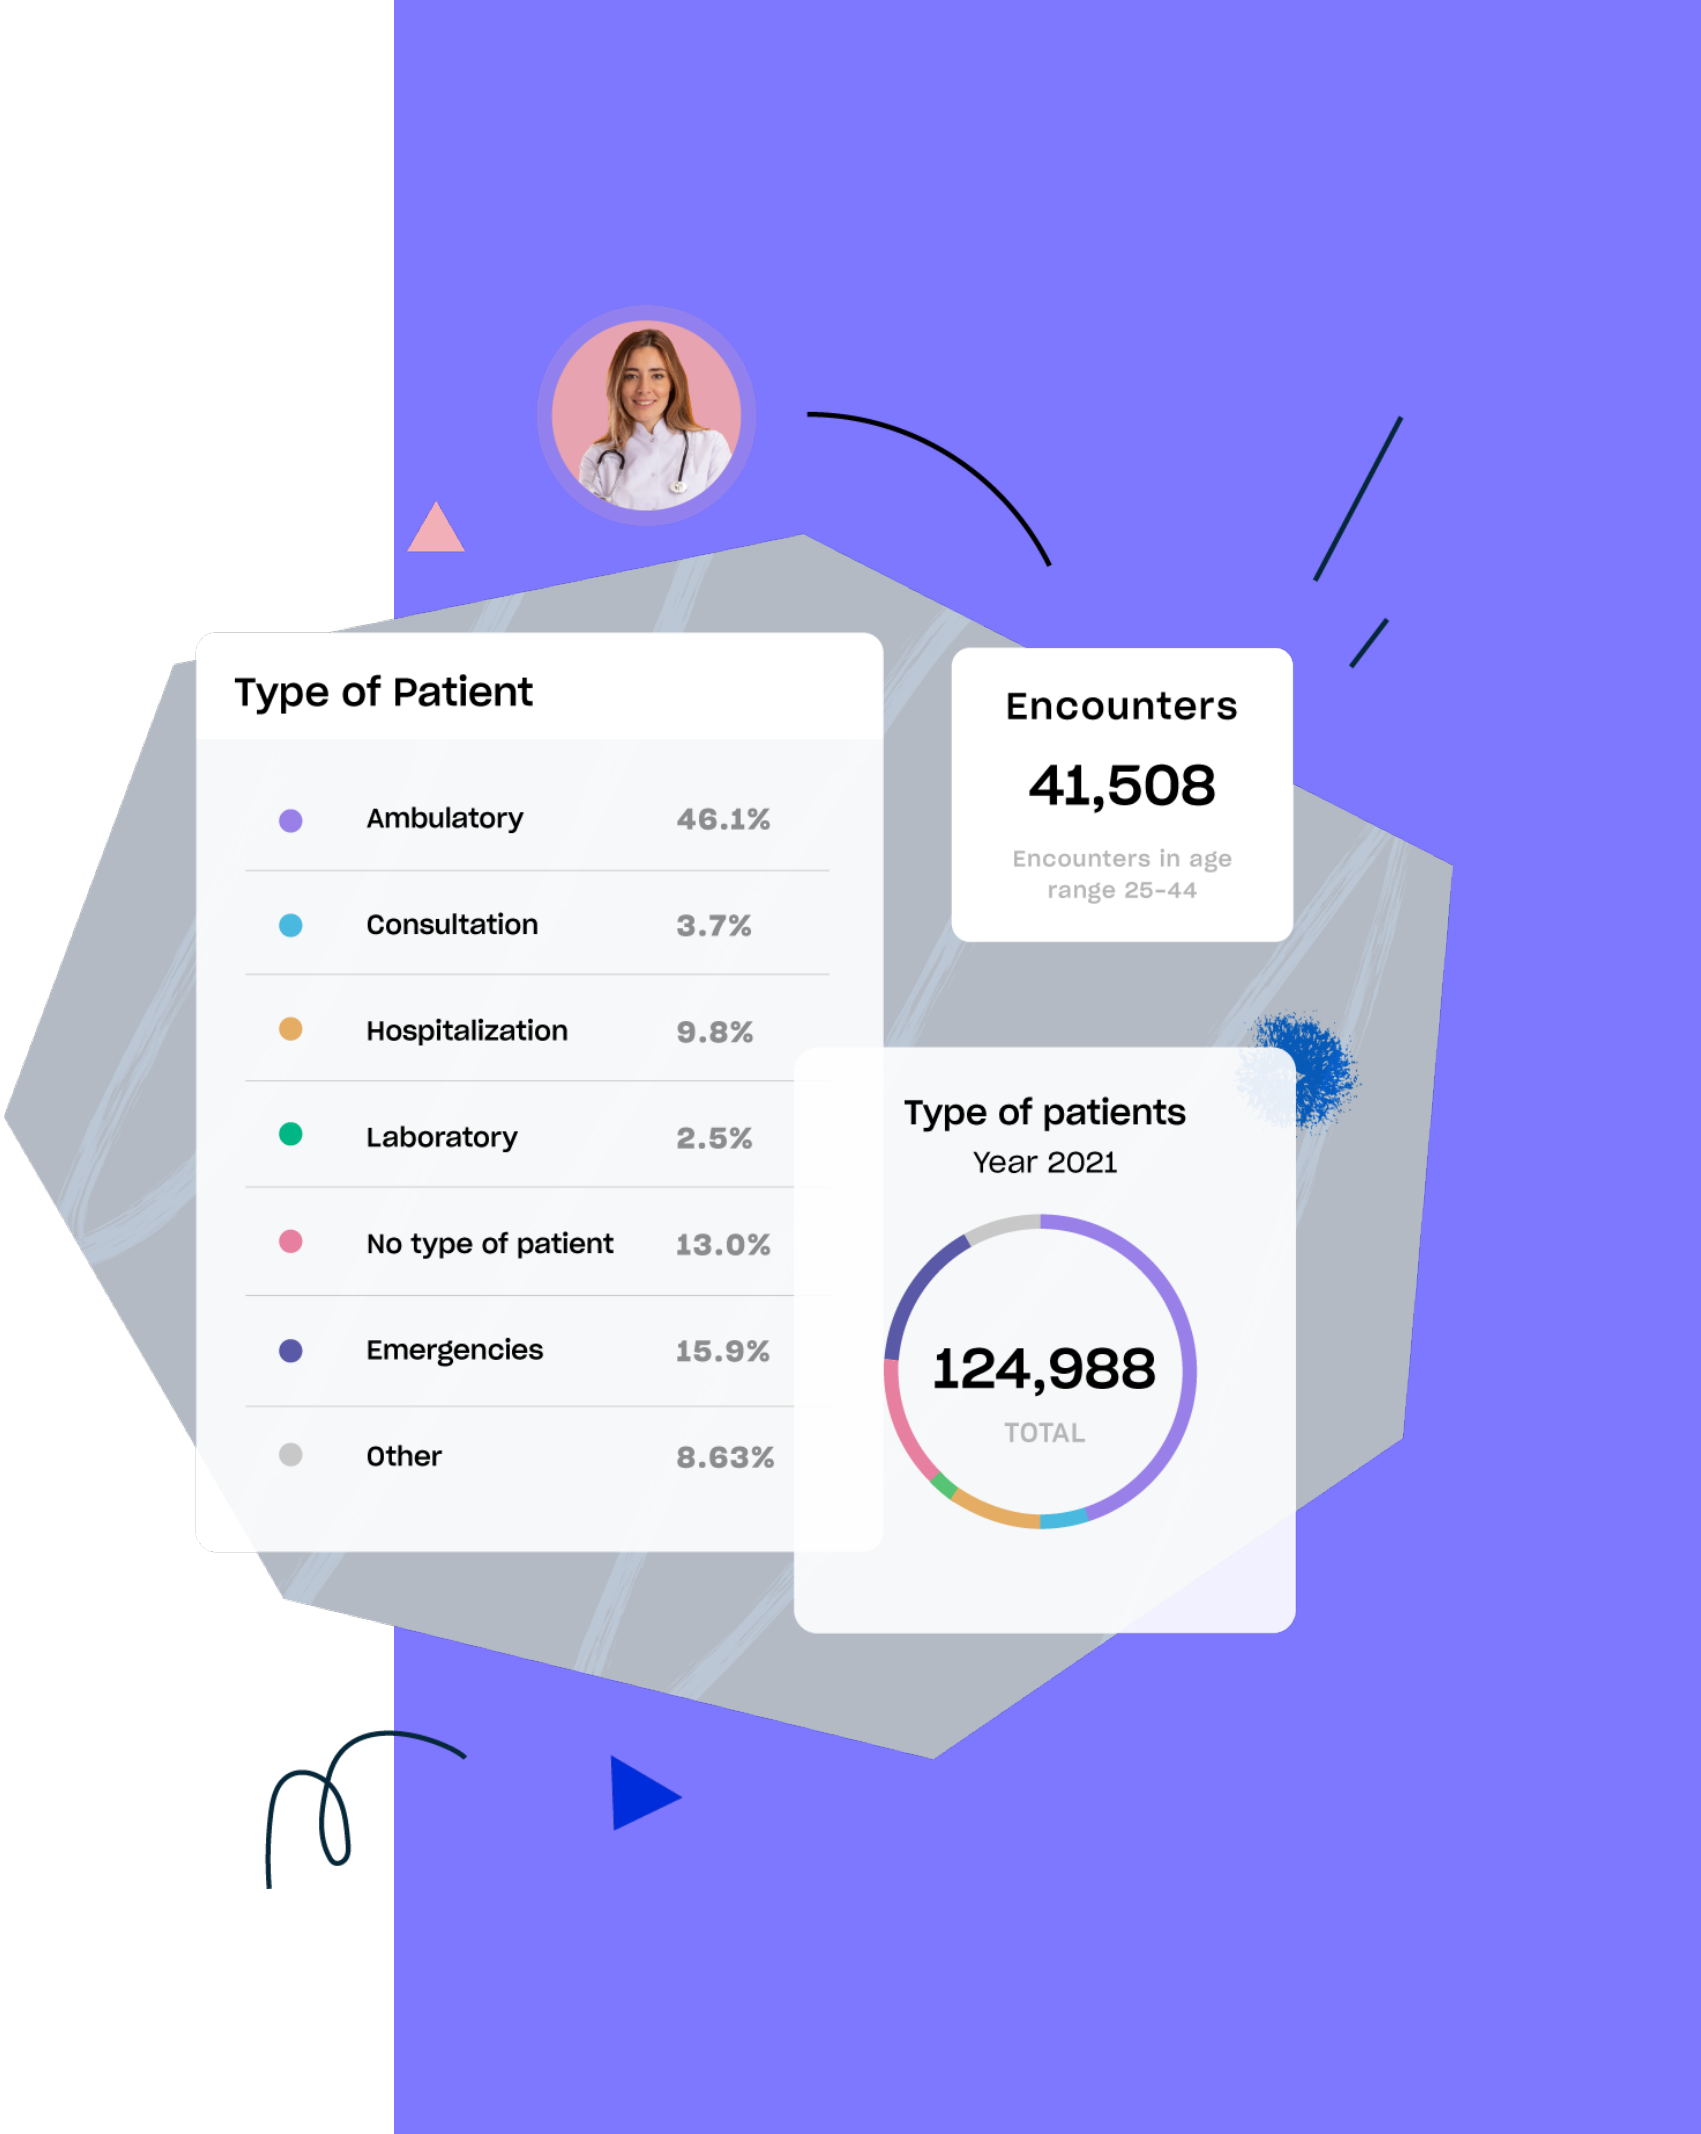 Type of Patient
Ambulatory 46.1%
Consultation 3.7%
Hospitalization 9.8%
Laboratory 2.5%
No type of patient 13.0%
Emergencies 15.9%
Other 8.63%
Encounters
41,508
Encounters in age
range 25-44
Type of patients
Year 2021
124,988
TOTAL